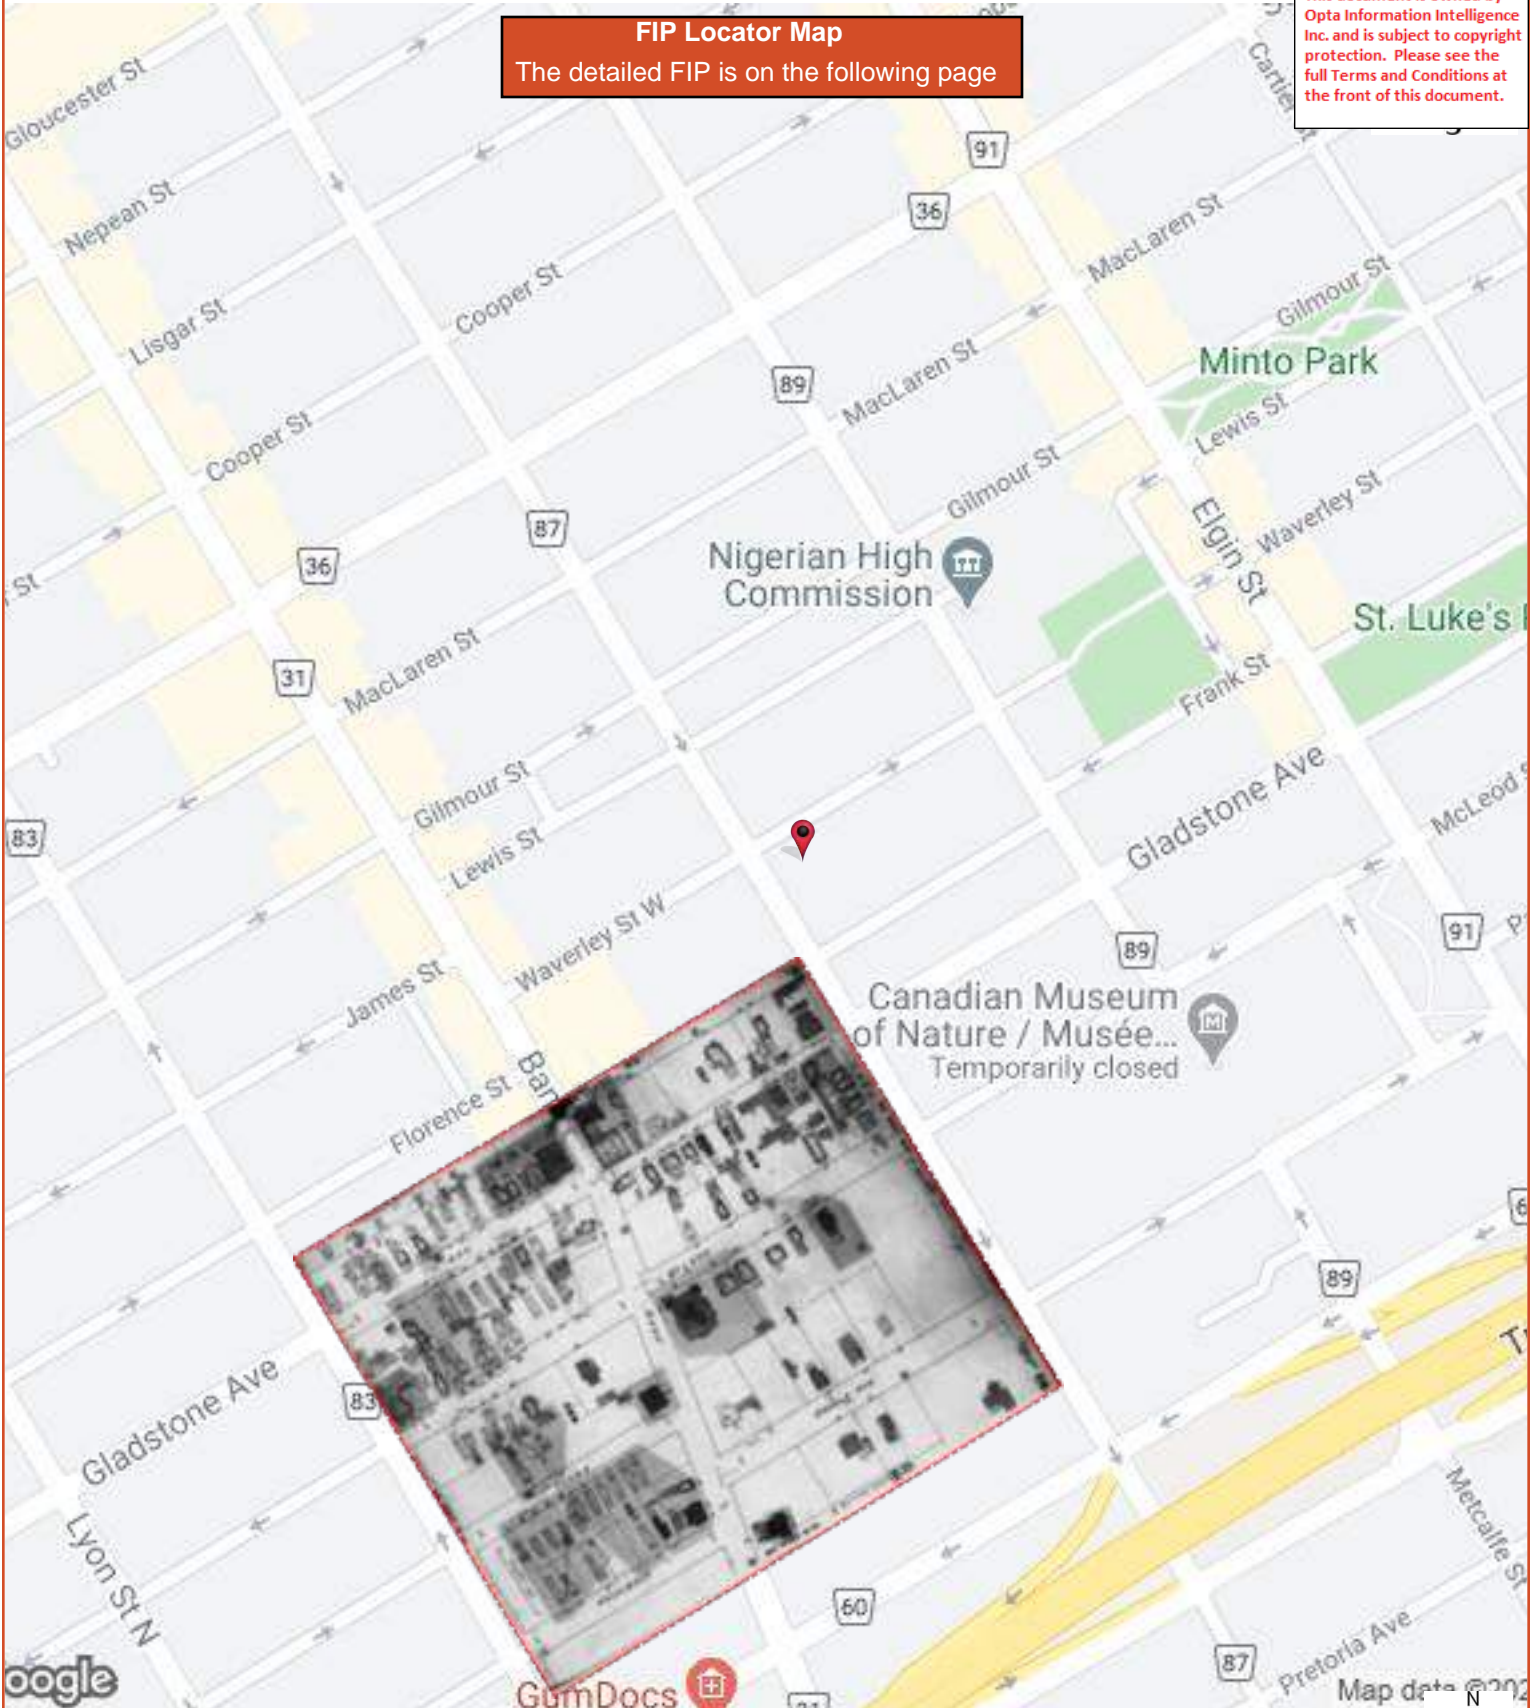 FIP Locator Map
The detailed FIP is on the following page
Opta Information Intelligence
Inc. and is subject to copyright
protection. Please see the
full Terms and Conditions at
the front of this document.
Gloucester St
Nepean St
Lisgar St
Cooper St
Cooper St
91
36
MacLaren St
Gilmour St
Minto Park
89
MacLaren St
Lewis St
Gilmour St
87
Waverley St
Elgin St
Nigerian High
Commission
36
St
St. Luke's
31
MacLaren St
Frank St
Gilmour St
Gladstone Ave
McLeod
83
Lewis St
Waverley St W
91
89
James St
Canadian Museum
of Nature / Musée...
Temporarily closed
Florence St
89
83
Gladstone Ave
Lyon St N
Metcalfe St
60
87
Pretoria Ave
oogle
GumDocs
Map data
N